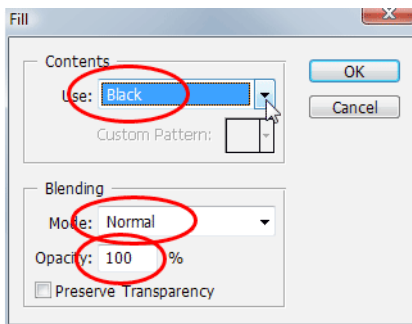 Fill
Contents
Use: Black
Custom Pattern:
OK
Cancel
Blending
Mode: Normal
Opacity: 100 %
Preserve Transparency